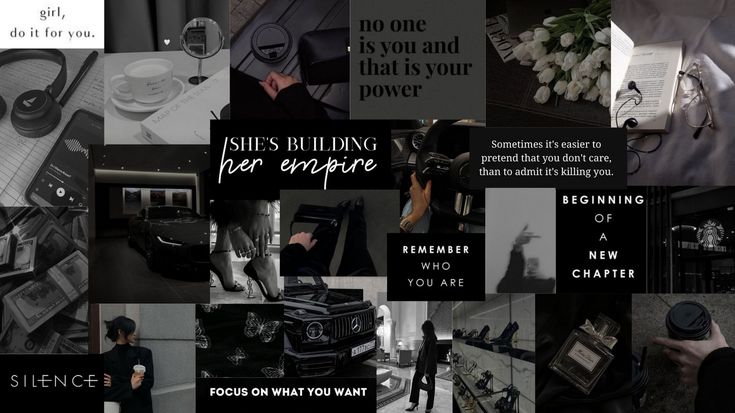 girl,
do it for you.
no one
is you and
that is your
power
SHE'S BUILDING
her empire
Sometimes it's easier to
pretend that you don't care,
than to admit it's killing you.
BEGINNING
OF
A
NEW
CHAPTER
REMEMBER
WHO
YOU ARE
SILENCE
FOCUS ON WHAT YOU WANT